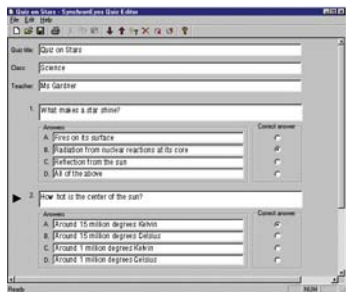 Quiz on Stars - SynchronEyes Quiz Editor
File Edit Help
Quiz title: Quiz on Stars
Class: Science
Teacher: Ms Gardner
1. What makes a star shine?
Answers Correct answer
A. Fires on its surface
B. Radiation from nuclear reactions at its core
C. Reflection from the sun
D. All of the above
2. How hot is the center of the sun?
Answers Correct answer
A. Around 15 million degrees Kelvin
B. Around 15 million degrees Celsius
C. Around 1 million degrees Kelvin
D. Around 1 million degrees Celsius
Ready NUM